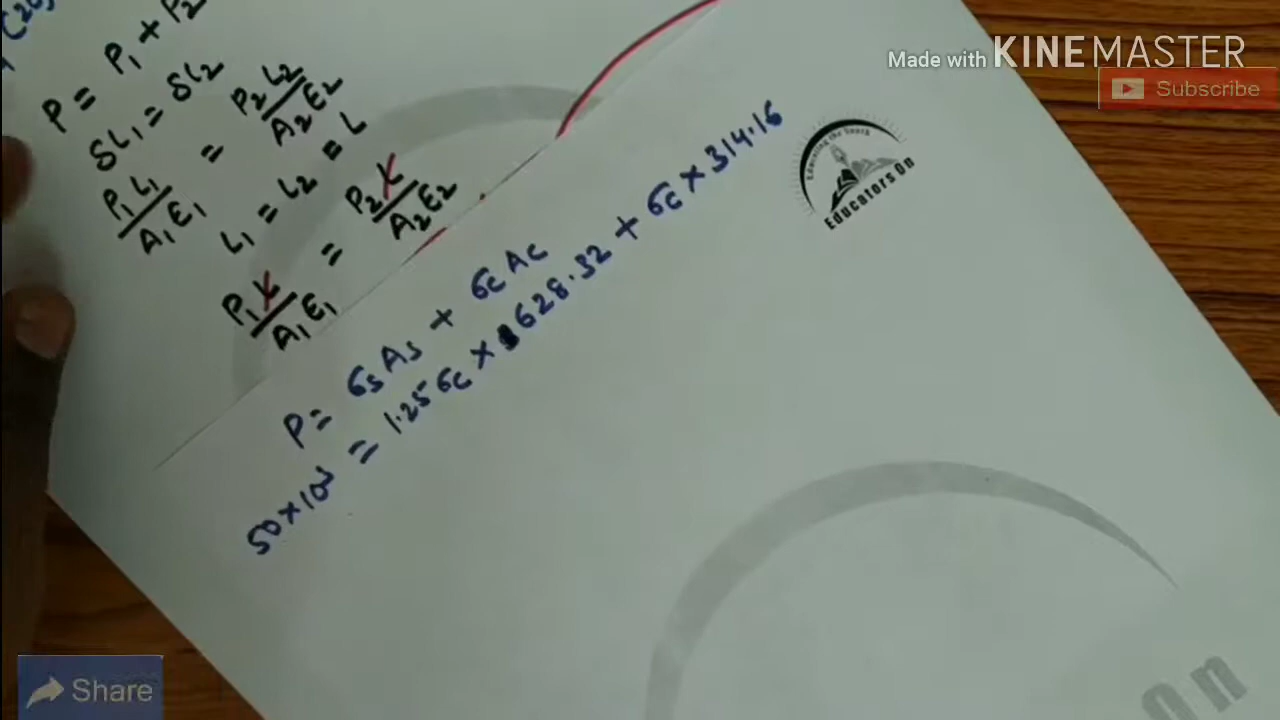 P = P₁ + P₂
δL₁ = δL₂
P₁L₁/A₁E₁ = P₂L₂/A₂E₂
L₁ = L₂ = L
P₁L/A₁E₁ = P₂L/A₂E₂
P = σsAs + σcAc
50×10³ = 1.25σc × 628.32 + σc × 314.16
Made with KINEMASTER
Subscribe
Educators On
Share
on